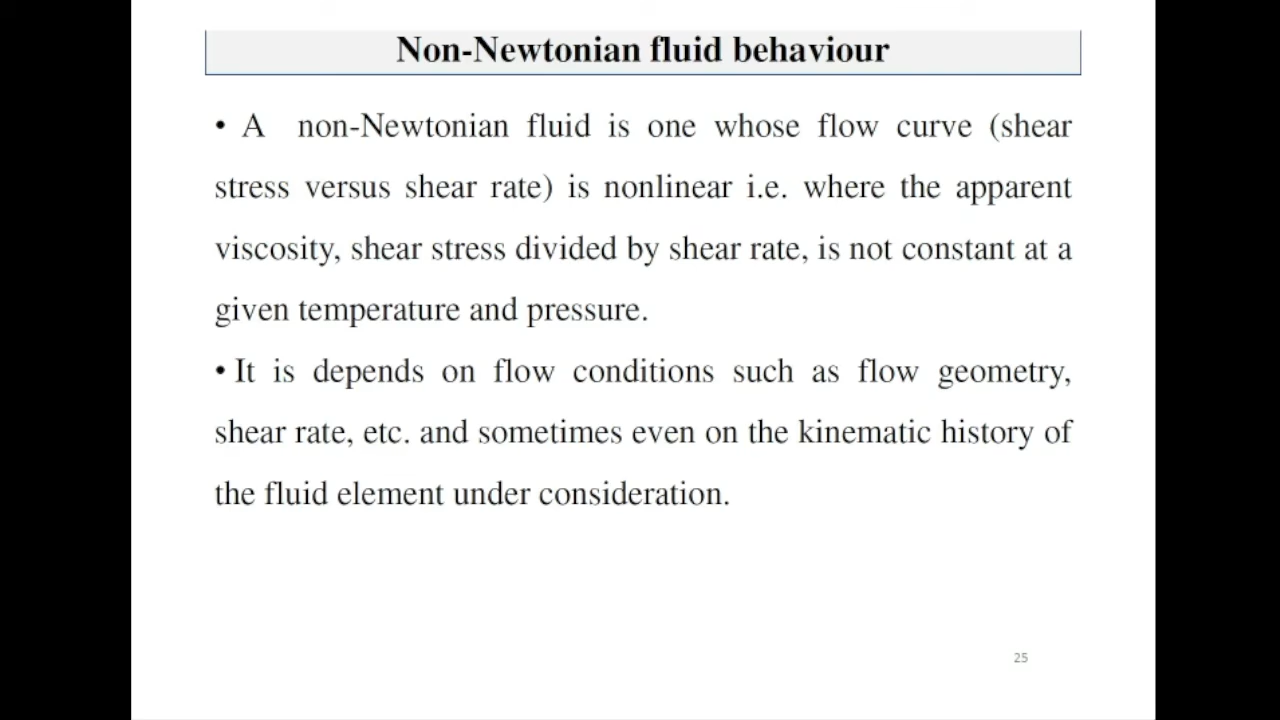 Non-Newtonian fluid behaviour
• A non-Newtonian fluid is one whose flow curve (shear
stress versus shear rate) is nonlinear i.e. where the apparent
viscosity, shear stress divided by shear rate, is not constant at a
given temperature and pressure.
• It is depends on flow conditions such as flow geometry,
shear rate, etc. and sometimes even on the kinematic history of
the fluid element under consideration.
25